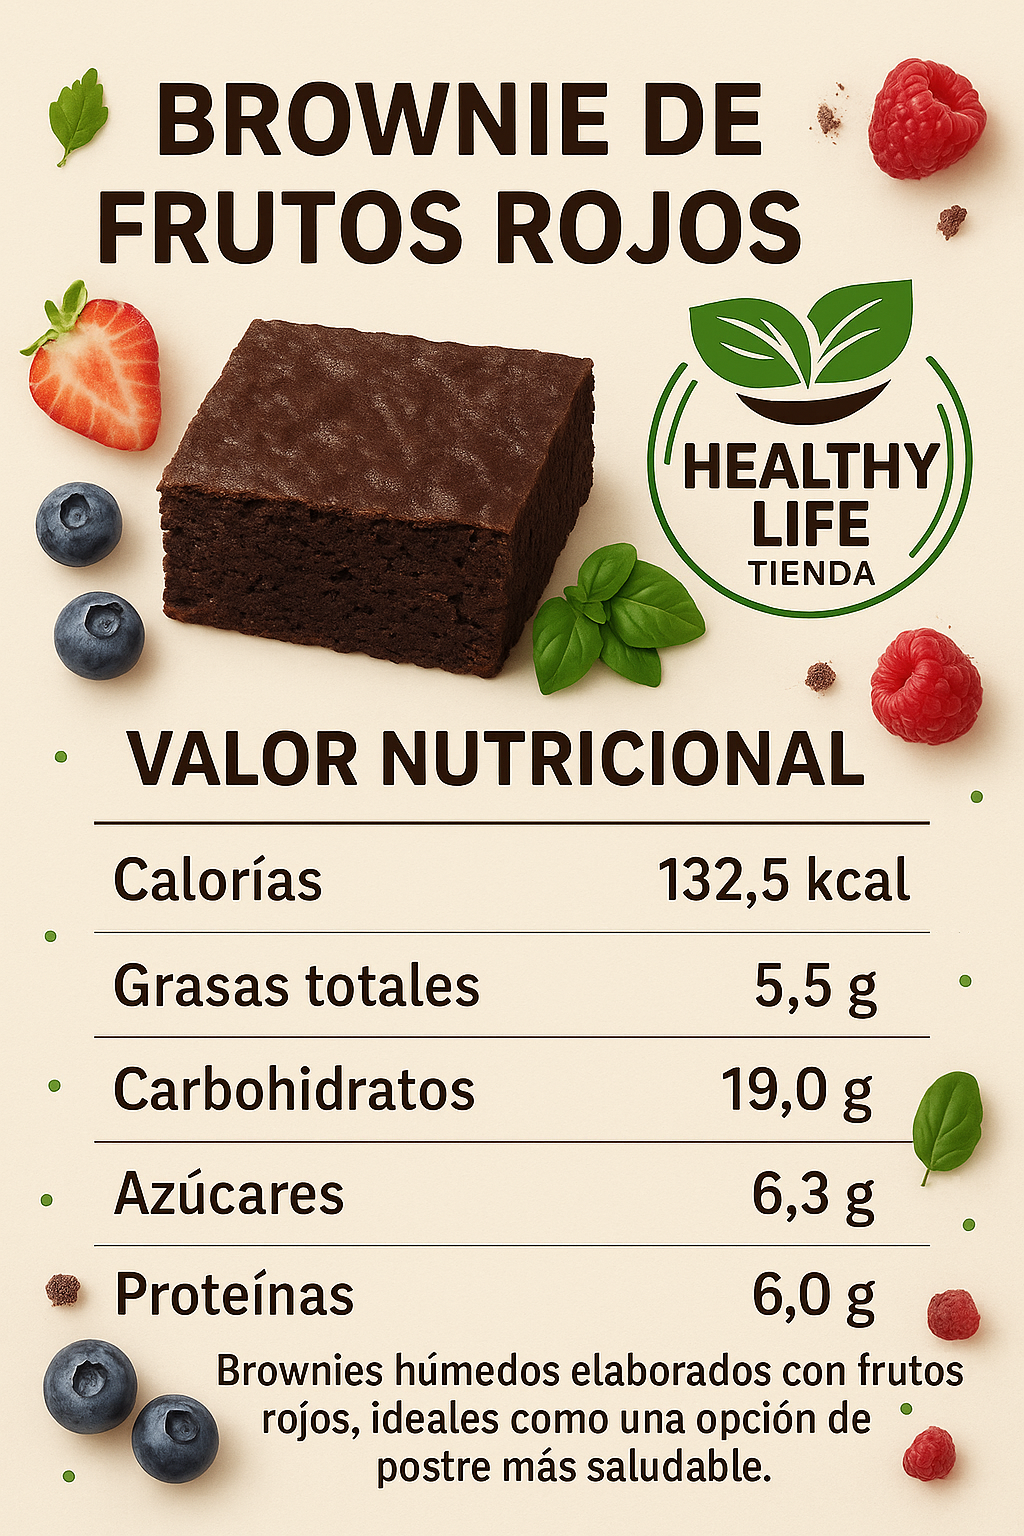 BROWNIE DE
FRUTOS ROJOS
HEALTHY
LIFE
TIENDA
VALOR NUTRICIONAL
Calorías 132,5 kcal
Grasas totales 5,5 g
Carbohidratos 19,0 g
Azúcares 6,3 g
Proteínas 6,0 g
Brownies húmedos elaborados con frutos
rojos, ideales como una opción de
postre más saludable.